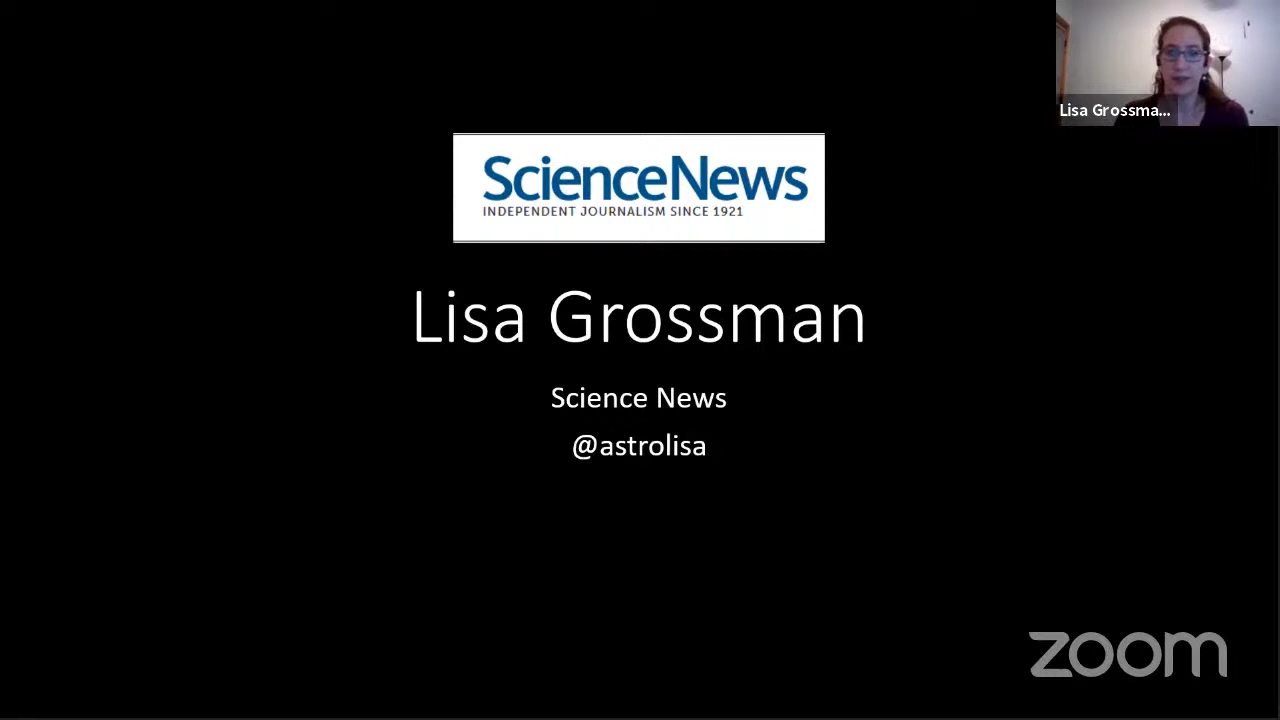 Lisa Grossma...
ScienceNews
INDEPENDENT JOURNALISM SINCE 1921
Lisa Grossman
Science News
@astrolisa
zoom